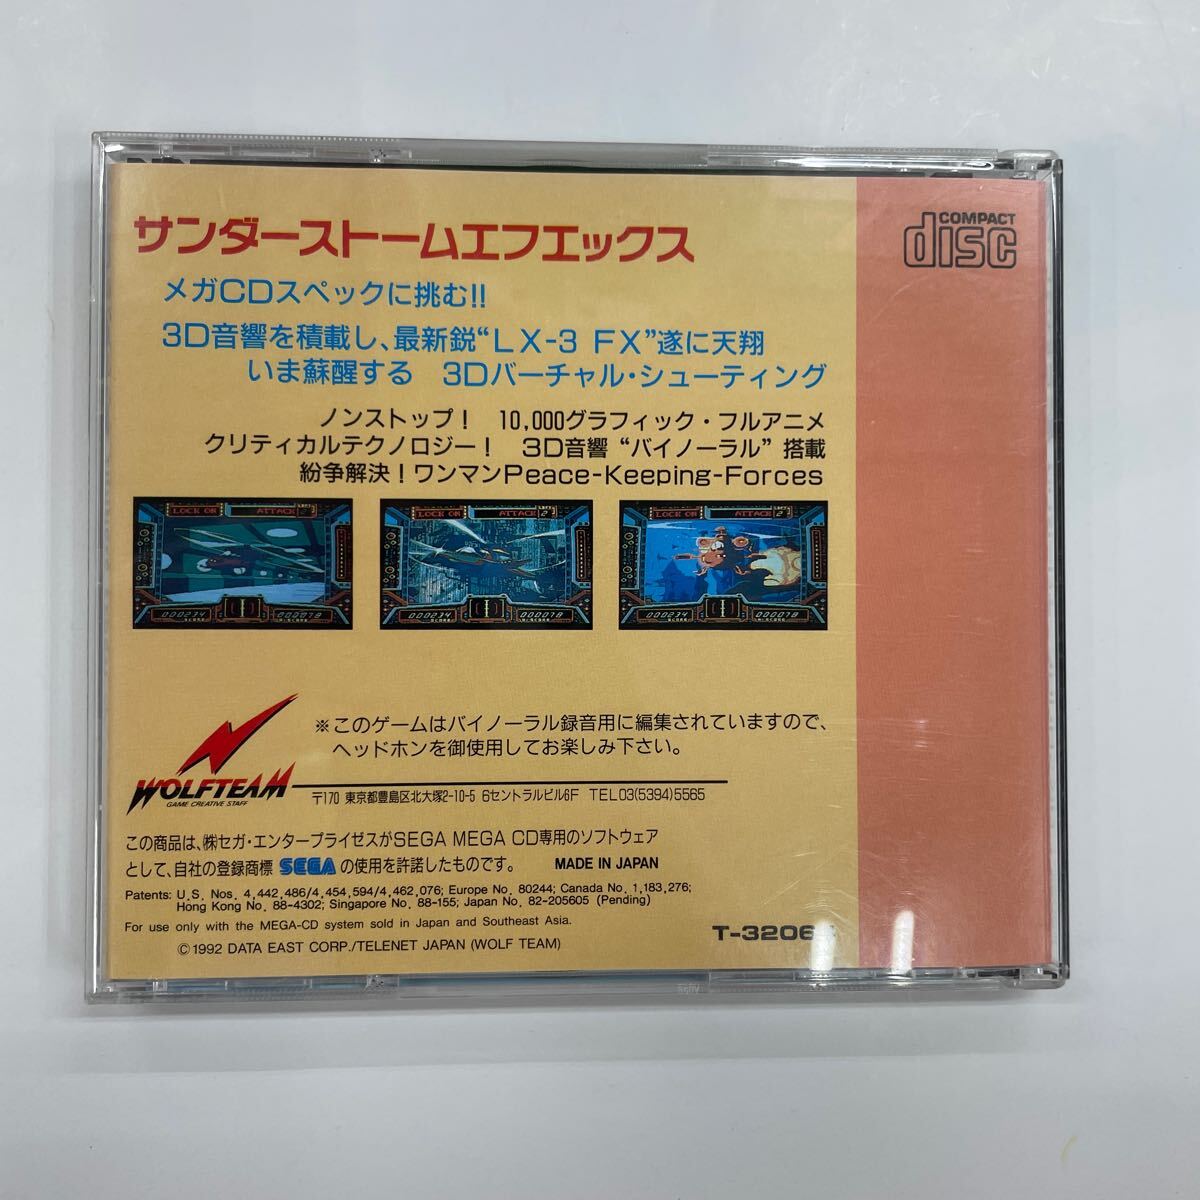 サンダーストームエフエックス
COMPACT
disc
メガCDスペックに挑む!!
3D音響を積載し、最新鋭“LX-3 FX”遂に天翔
いま蘇醒する 3Dバーチャル・シューティング
ノンストップ! 10,000グラフィック・フルアニメ
クリティカルテクノロジー! 3D音響“バイノーラル”搭載
紛争解決!ワンマンPeace-Keeping-Forces
LOCK ON ATTACK 2
000234 000078
LOCK ON ATTACK 2
000234 000078
LOCK ON ATTACK 2
000234 000078
※このゲームはバイノーラル録音用に編集されていますので、
ヘッドホンを御使用してお楽しみ下さい。
WOLFTEAM
GAME CREATIVE STAFF
〒170 東京都豊島区北大塚2-10-5 6セントラルビル6F TEL03(5394)5565
この商品は、㈱セガ・エンタープライゼスがSEGA MEGA CD専用のソフトウェア
として、自社の登録商標 SEGA の使用を許諾したものです。 MADE IN JAPAN
Patents: U.S. Nos. 4,442,486/4,454,594/4,462,076; Europe No. 80244; Canada No. 1,183,276;
Hong Kong No. 88-4302; Singapore No. 88-155; Japan No. 82-205605 (Pending)
For use only with the MEGA-CD system sold in Japan and Southeast Asia.
© 1992 DATA EAST CORP./TELENET JAPAN (WOLF TEAM)